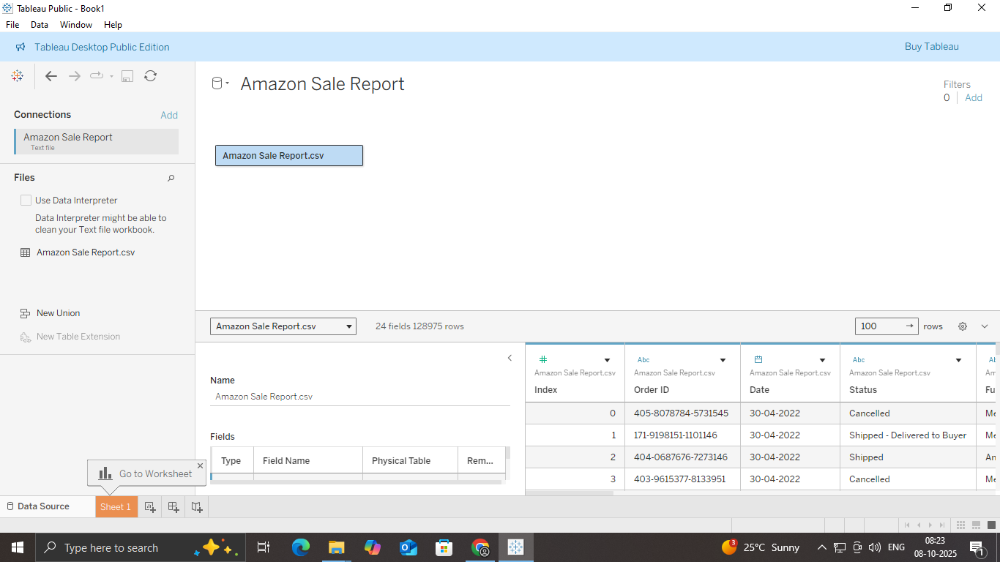 Tableau Public - Book1
File Data Window Help
Tableau Desktop Public Edition Buy Tableau
Amazon Sale Report
Filters
0 Add
Connections Add
Amazon Sale Report
Text file
Amazon Sale Report.csv
Files
Use Data Interpreter
Data Interpreter might be able to
clean your Text file workbook.
Amazon Sale Report.csv
New Union
New Table Extension
Amazon Sale Report.csv 24 fields 128975 rows 100 rows
Name
Amazon Sale Report.csv
Fields
Type Field Name Physical Table Rem...
# Abc Abc Ab
Amazon Sale Report.csv Amazon Sale Report.csv Amazon Sale Report.csv Amazon Sale Report.csv Am
Index Order ID Date Status Fu
0 405-8078784-5731545 30-04-2022 Cancelled Me
1 171-9198151-1101146 30-04-2022 Shipped - Delivered to Buyer Me
2 404-0687676-7273146 30-04-2022 Shipped An
3 403-9615377-8133951 30-04-2022 Cancelled Me
Go to Worksheet
Data Source Sheet 1
Type here to search
3 25°C Sunny ENG 08:23
08-10-2025
1